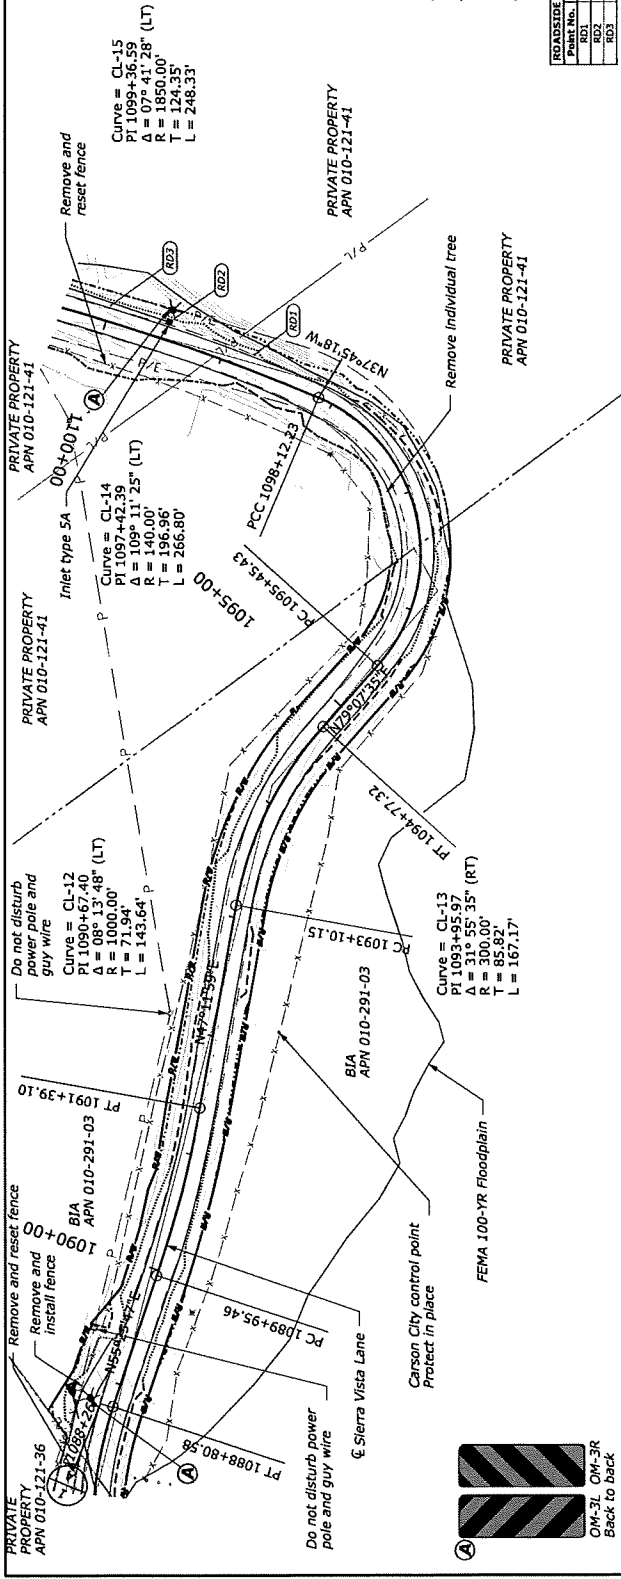 PRIVATE
PROPERTY
APN 010-121-36
Remove and reset fence
Remove and
install fence
1088+26
N55°25'47"E
1090+00
BIA
APN 010-291-03
Do not disturb
power pole and
guy wire
Curve = CL-12
PI 1090+67.40
Δ = 08° 13' 48" (LT)
R = 1000.00'
T = 71.94'
L = 143.64'
PRIVATE PROPERTY
APN 010-121-41
PRIVATE PROPERTY
APN 010-121-41
Inlet type 5A
1100+00
A
Curve = CL-14
PI 1097+42.39
Δ = 109° 11' 25" (LT)
R = 140.00'
T = 196.96'
L = 266.80'
1095+00
Remove and
reset fence
Curve = CL-15
PI 1099+36.59
Δ = 07° 41' 28" (LT)
R = 1850.00'
T = 124.35'
L = 248.33'
RD3
RD2
RD1
P/L
P/L
P/E
PRIVATE PROPERTY
APN 010-121-41
N37°45'18"W
PCC 1098+12.23
PC 1095+45.43
N79°07'35"E
PT 1094+77.32
PC 1093+10.15
N47°11'59"E
PT 1091+39.10
PC 1089+95.46
PT 1088+80.58
A
Remove individual tree
PRIVATE PROPERTY
APN 010-121-41
Curve = CL-13
PI 1093+95.97
Δ = 31° 55' 35" (RT)
R = 300.00'
T = 85.82'
L = 167.17'
BIA
APN 010-291-03
Do not disturb power
pole and guy wire
℄ Sierra Vista Lane
Carson City control point
Protect in place
FEMA 100-YR Floodplain
A
OM-3L OM-3R
Back to back
ROADSIDE
Point No.
RD1
RD2
RD3